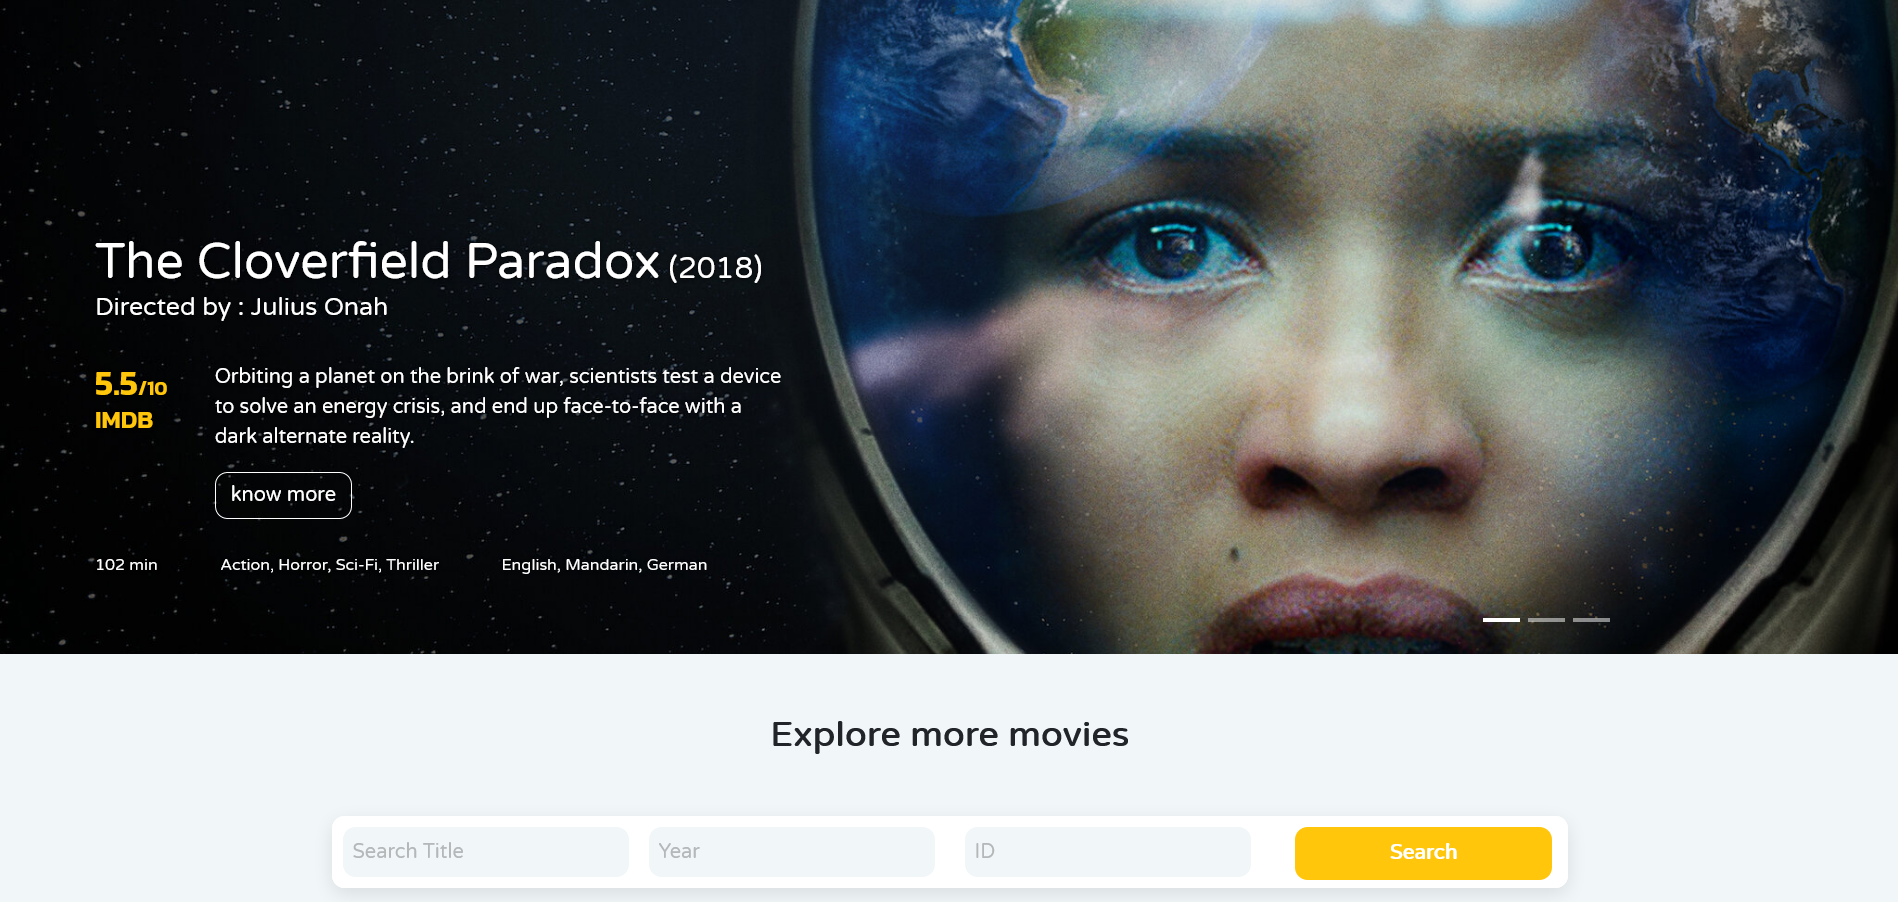 The Cloverfield Paradox (2018)
Directed by : Julius Onah
5.5/10
IMDB
Orbiting a planet on the brink of war, scientists test a device
to solve an energy crisis, and end up face-to-face with a
dark alternate reality.
know more
102 min Action, Horror, Sci-Fi, Thriller English, Mandarin, German
Explore more movies
Search Title Year ID Search